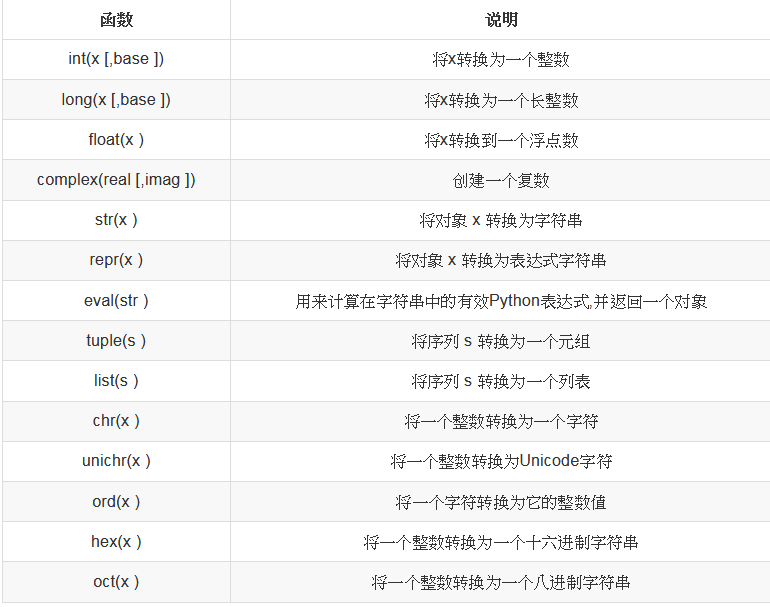 函数 说明
int(x [,base ]) 将x转换为一个整数
long(x [,base ]) 将x转换为一个长整数
float(x ) 将x转换到一个浮点数
complex(real [,imag ]) 创建一个复数
str(x ) 将对象 x 转换为字符串
repr(x ) 将对象 x 转换为表达式字符串
eval(str ) 用来计算在字符串中的有效Python表达式,并返回一个对象
tuple(s ) 将序列 s 转换为一个元组
list(s ) 将序列 s 转换为一个列表
chr(x ) 将一个整数转换为一个字符
unichr(x ) 将一个整数转换为Unicode字符
ord(x ) 将一个字符转换为它的整数值
hex(x ) 将一个整数转换为一个十六进制字符串
oct(x ) 将一个整数转换为一个八进制字符串